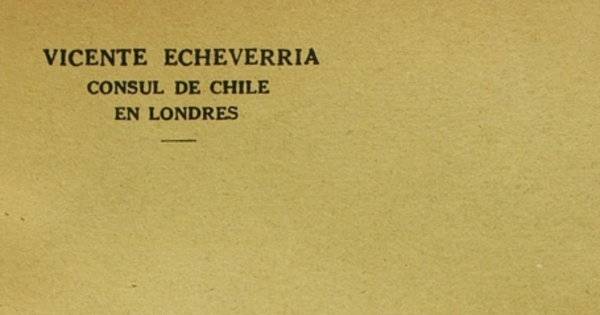 VICENTE ECHEVERRIA
CONSUL DE CHILE
EN LONDRES